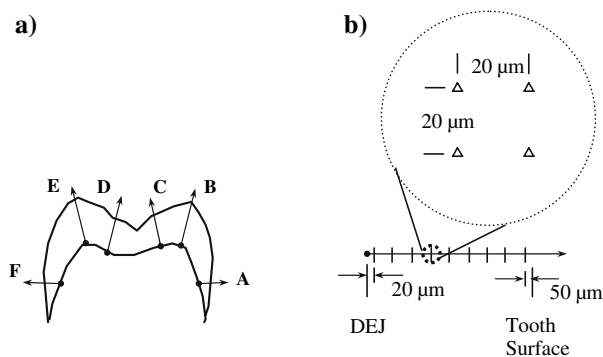 a)
b)
20 μm
20 μm
E
D
C
B
F
A
20 μm
50 μm
DEJ
Tooth
Surface